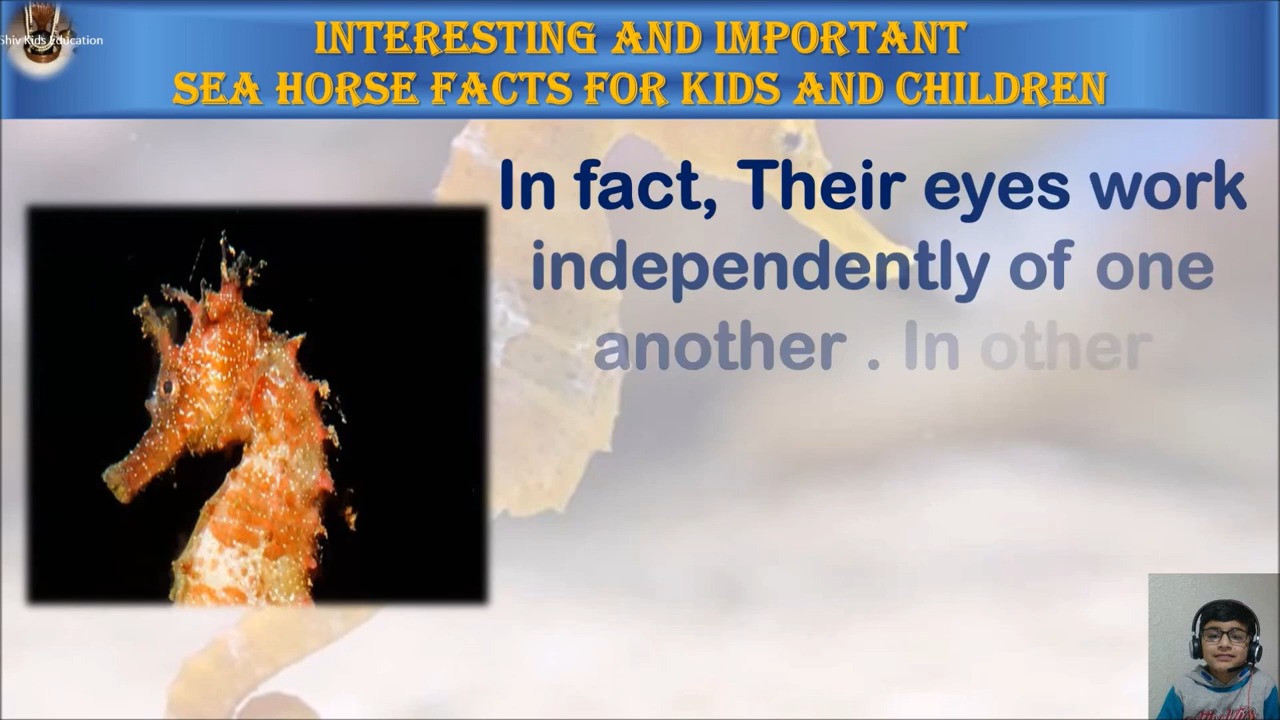 Shiv Kids Education
INTERESTING AND IMPORTANT
SEA HORSE FACTS FOR KIDS AND CHILDREN
In fact, Their eyes work
independently of one
another . In other